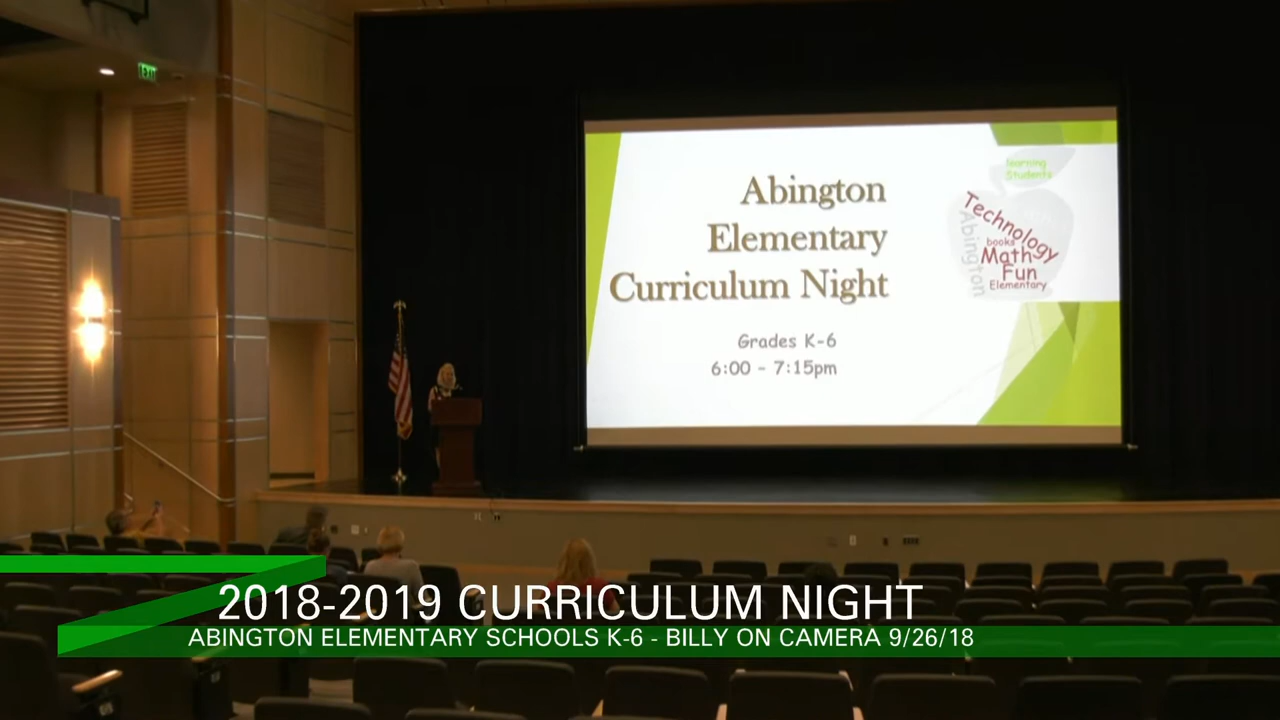 EXIT
Abington
Elementary
Curriculum Night
Grades K-6
6:00 - 7:15pm
Students
Technology
Abington
books
Math
Fun
Elementary
2018-2019 CURRICULUM NIGHT
ABINGTON ELEMENTARY SCHOOLS K-6 - BILLY ON CAMERA 9/26/18